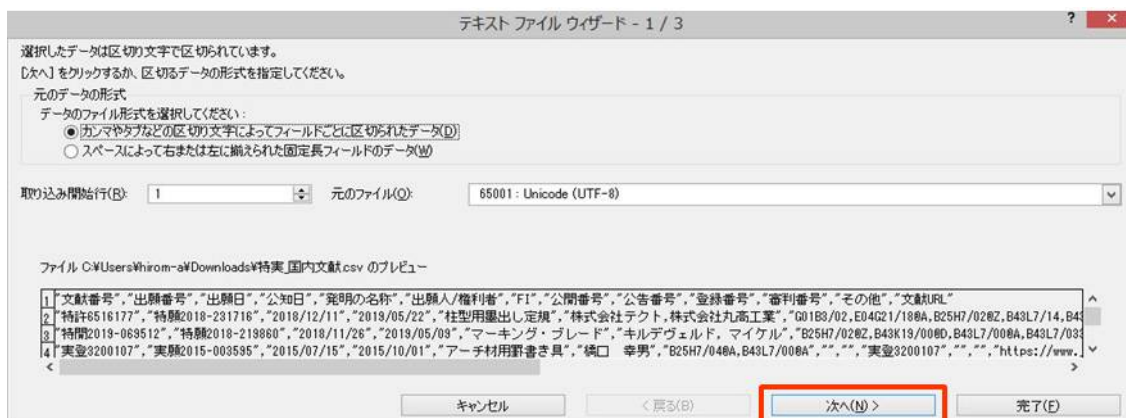 テキスト ファイル ウィザード - 1 / 3
選択したデータは区切り文字で区切られています。
[次へ] をクリックするか、区切るデータの形式を指定してください。
元のデータの形式
データのファイル形式を選択してください:
カンマやタブなどの区切り文字によってフィールドごとに区切られたデータ(D)
スペースによって右または左に揃えられた固定長フィールドのデータ(W)
取り込み開始行(R): 1 元のファイル(O): 65001 : Unicode (UTF-8)
ファイル C:¥Users¥hirom-a¥Downloads¥特実_国内文献.csv のプレビュー
1 "文献番号","出願番号","出願日","公知日","発明の名称","出願人/権利者","FI","公開番号","公告番号","登録番号","審判番号","その他","文献URL"
2 "特許6516177","特願2018-231716","2018/12/11","2019/05/22","柱型用墨出し定規","株式会社テクト,株式会社丸高工業","G01B3/02,E04G21/180A,B25H7/020Z,B43L7/14,B43
3 "特開2019-069512","特願2018-219860","2018/11/26","2019/05/09","マーキング・ブレード","キルデヴェルド, マイケル","B25H7/020Z,B43K19/000D,B43L7/000A,B43L7/033
4 "実登3200107","実願2015-003595","2015/07/15","2015/10/01","アーチ材用罫書き具","橘口 幸男","B25H7/040A,B43L7/000A","","","実登3200107","","","https://www.
キャンセル < 戻る(B) 次へ(N) > 完了(F)